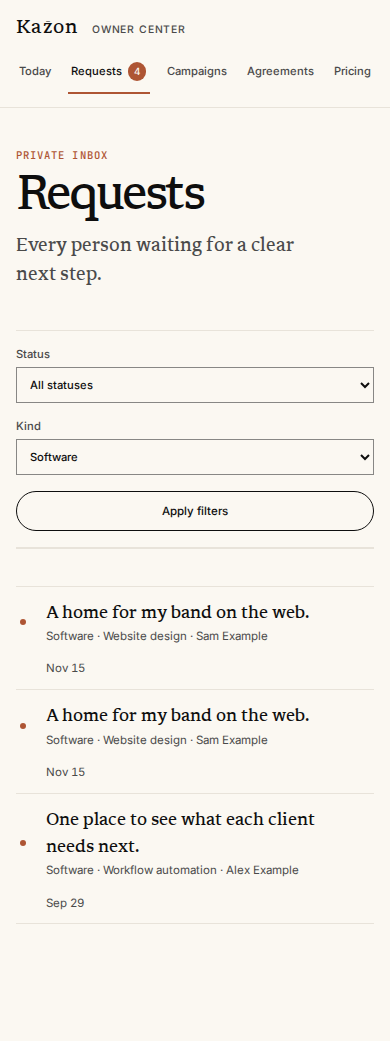 Kažon OWNER CENTER
Today Requests 4 Campaigns Agreements Pricing
PRIVATE INBOX
Requests
Every person waiting for a clear
next step.
Status
All statuses
Kind
Software
Apply filters
A home for my band on the web.
Software · Website design · Sam Example
Nov 15
A home for my band on the web.
Software · Website design · Sam Example
Nov 15
One place to see what each client
needs next.
Software · Workflow automation · Alex Example
Sep 29